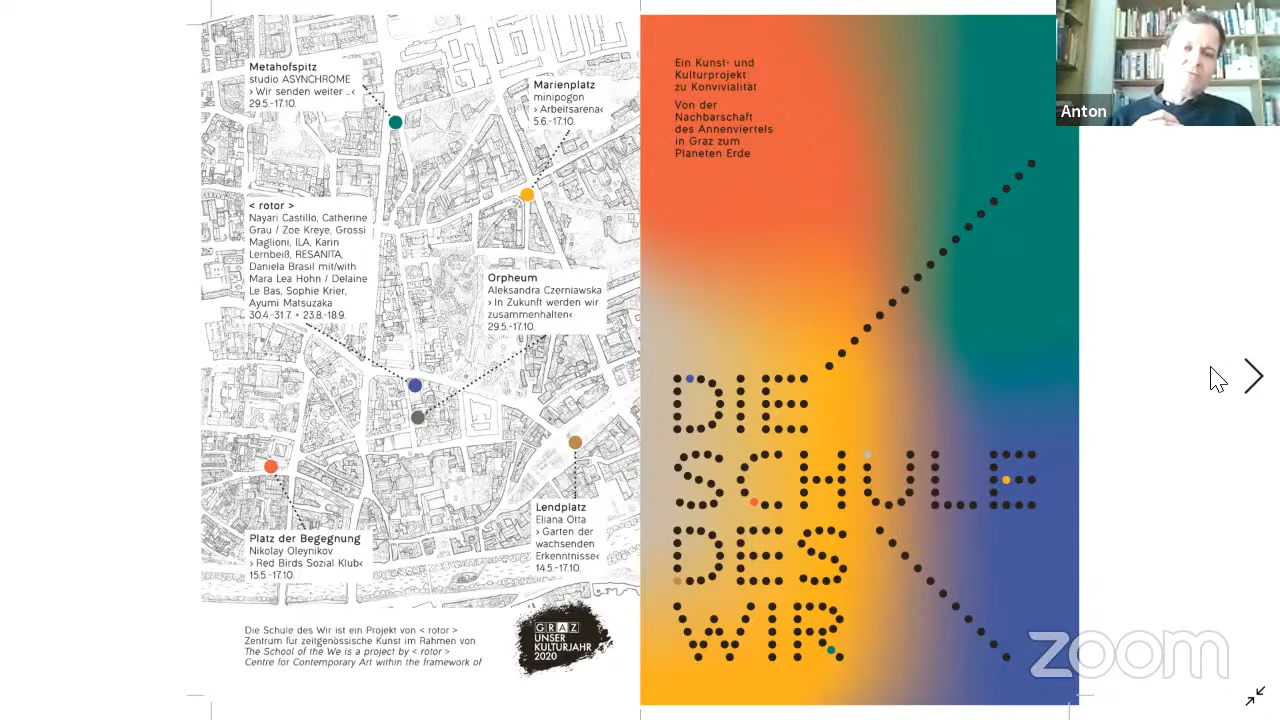 Metahofspitz
studio ASYNCHROME
› Wir senden weiter ...‹
29.5.-17.10.
Marienplatz
minipogon
› Arbeitsarena‹
5.6.-17.10.
< rotor >
Nayari Castillo, Catherine
Grau / Zoe Kreye, Grossi
Maglioni, ILA, Karin
Lernbeiß, RESANITA,
Daniela Brasil mit/with
Mara Lea Hohn / Delaine
Le Bas, Sophie Krier,
Ayumi Matsuzaka
30.4.-31.7. + 23.8.-18.9.
Orpheum
Aleksandra Czerniawska
› In Zukunft werden wir
zusammenhalten‹
29.5.-17.10.
Platz der Begegnung
Nikolay Oleynikov
› Red Birds Sozial Klub‹
15.5.-17.10.
Lendplatz
Eliana Otta
› Garten der
wachsenden
Erkenntnisse‹
14.5.-17.10.
Die Schule des Wir ist ein Projekt von < rotor >
Zentrum für zeitgenössische Kunst im Rahmen von
The School of the We is a project by < rotor >
Centre for Contemporary Art within the framework of
GRAZ
UNSER
KULTURJAHR
2020
Ein Kunst- und
Kulturprojekt
zu Konvivialität
Von der
Nachbarschaft
des Annenviertels
in Graz zum
Planeten Erde
DIE
SCHULE
DES
WIR
Anton
zoom